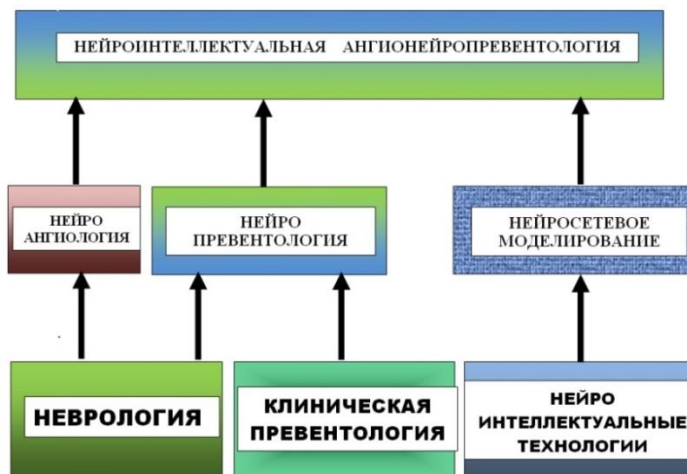 НЕЙРОИНТЕЛЛЕКТУАЛЬНАЯ АНГИОНЕЙРОПРЕВЕНТОЛОГИЯ
НЕЙРО
АНГИОЛОГИЯ
НЕЙРО
ПРЕВЕНТОЛОГИЯ
НЕЙРОСЕТЕВОЕ
МОДЕЛИРОВАНИЕ
НЕВРОЛОГИЯ
КЛИНИЧЕСКАЯ
ПРЕВЕНТОЛОГИЯ
НЕЙРО
ИНТЕЛЛЕКТУАЛЬНЫЕ
ТЕХНОЛОГИИ